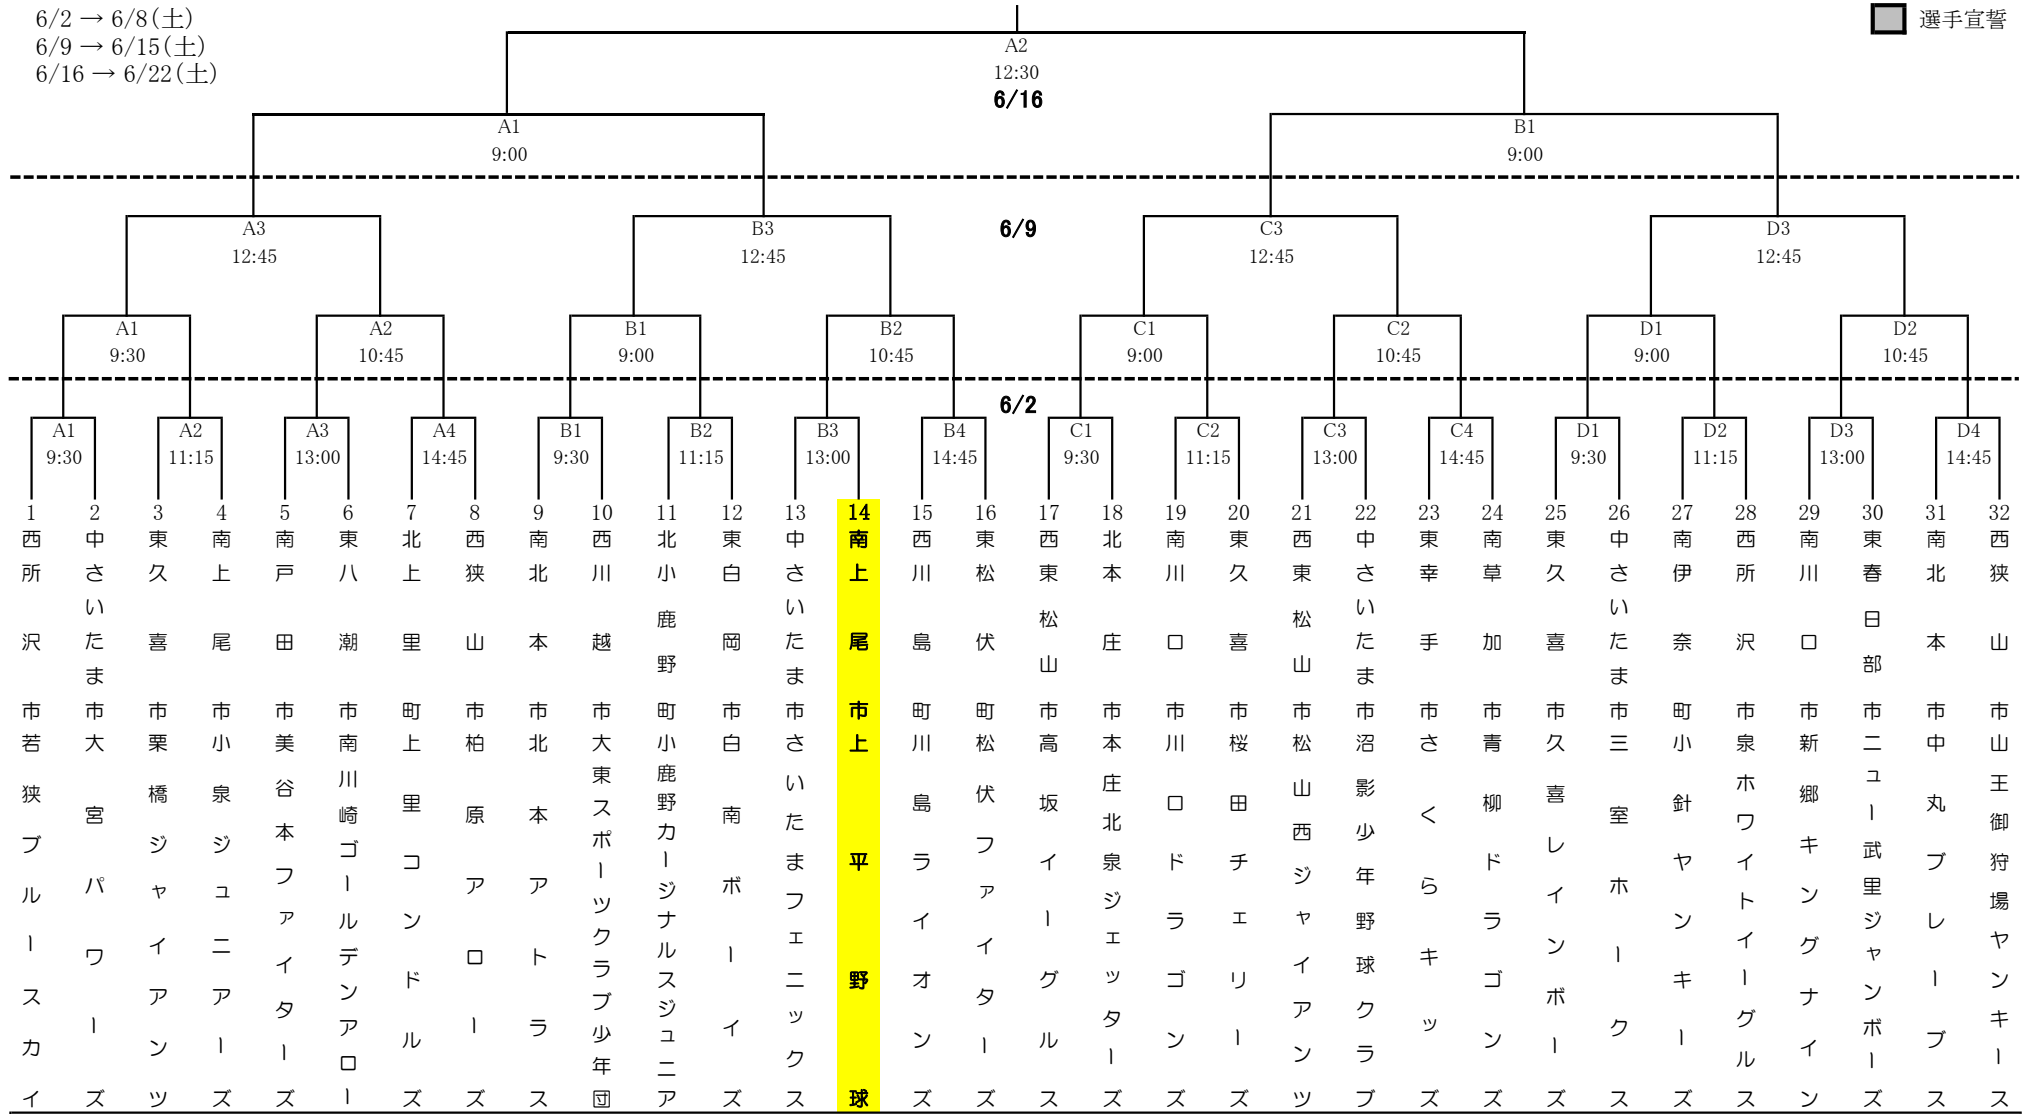 6/2 → 6/8(土)
6/9 → 6/15(土)
6/16 → 6/22(土)
選手宣誓
A2
12:30
6/16
A1
9:00
B1
9:00
6/9
A3
12:45
B3
12:45
C3
12:45
D3
12:45
A1
9:30
A2
10:45
B1
9:00
B2
10:45
C1
9:00
C2
10:45
D1
9:00
D2
10:45
6/2
A1
9:30
A2
11:15
A3
13:00
A4
14:45
B1
9:30
B2
11:15
B3
13:00
B4
14:45
C1
9:30
C2
11:15
C3
13:00
C4
14:45
D1
9:30
D2
11:15
D3
13:00
D4
14:45
1 西所沢市若狭ブルースカイ
2 中さいたま市大宮パワーズ
3 東久喜市栗橋ジャイアンツ
4 南上尾市小泉ジュニアーズ
5 南戸田市美谷本ファイターズ
6 東八潮市南川崎ゴールデンアロー
7 北上里町上里コンドルズ
8 西狭山市柏原アローズ
9 南北本市北本アトラス
10 西川越市大東スポーツクラブ少年団
11 北小鹿野町小鹿野カージナルスジュニア
12 東白岡市白南ボーイズ
13 中さいたま市さいたまフェニックス
14 南上尾市上平野球
15 西川島町川島ライオンズ
16 東松伏町松伏ファイターズ
17 西東松山市高坂イーグルス
18 北本庄市本庄北泉ジェッターズ
19 南川口市川口ドラゴンズ
20 東久喜市桜田チェリーズ
21 西東松山市松山西ジャイアンツ
22 中さいたま市沼影少年野球クラブ
23 東幸手市さくらキッズ
24 南草加市青柳ドラゴンズ
25 東久喜市久喜レインボーズ
26 中さいたま市三室ホークス
27 南伊奈町小針ヤンキーズ
28 西所沢市泉ホワイトイーグルス
29 南川口市新郷キングナイン
30 東春日部市ニュー武里ジャンボーズ
31 南北本市中丸ブレーブス
32 西狭山市山王御狩場ヤンキース